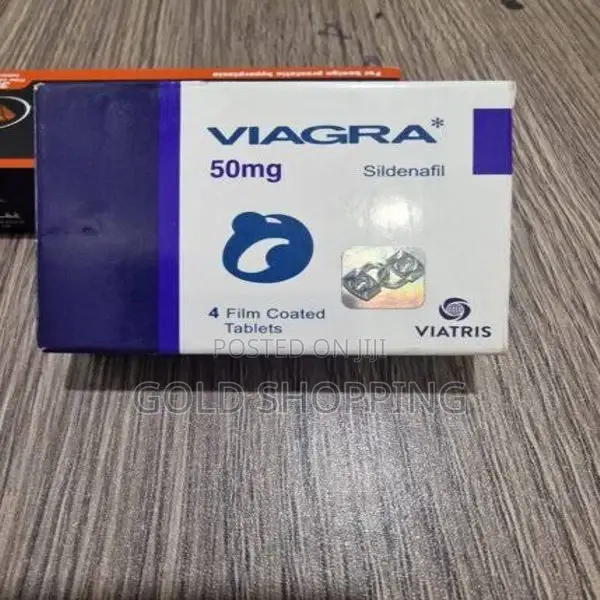 For benign prostatic hyperplasia
VIAGRA*
50mg
Sildenafil
4 Film Coated
Tablets
VIATRIS
POSTED ON JIJI
GOLD SHOPPING